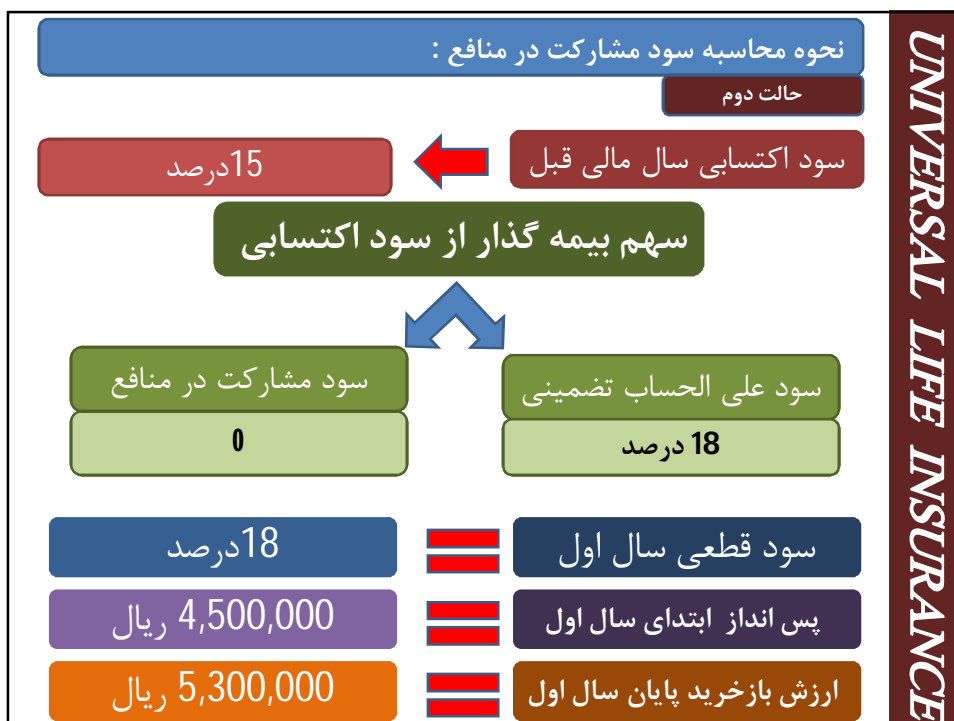 نحوه محاسبه سود مشارکت در منافع :
حالت دوم
سود اکتسابی سال مالی قبل
15درصد
سهم بیمه گذار از سود اکتسابی
سود علی الحساب تضمینی
18 درصد
سود مشارکت در منافع
0
سود قطعی سال اول
18درصد
پس انداز ابتدای سال اول
4,500,000 ریال
ارزش بازخرید پایان سال اول
5,300,000 ریال
UNIVERSAL LIFE INSURANCE